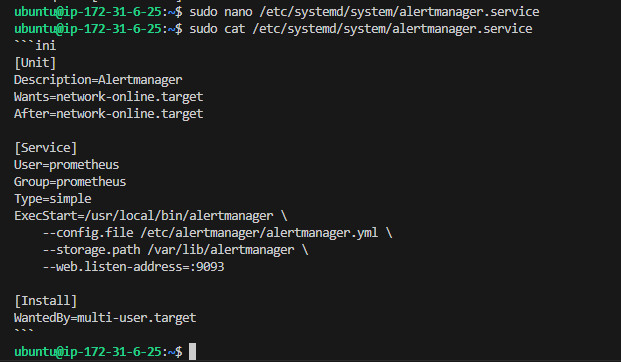 ubuntu@ip-172-31-6-25:~$ sudo nano /etc/systemd/system/alertmanager.service
ubuntu@ip-172-31-6-25:~$ sudo cat /etc/systemd/system/alertmanager.service
```ini
[Unit]
Description=Alertmanager
Wants=network-online.target
After=network-online.target

[Service]
User=prometheus
Group=prometheus
Type=simple
ExecStart=/usr/local/bin/alertmanager \
    --config.file /etc/alertmanager/alertmanager.yml \
    --storage.path /var/lib/alertmanager \
    --web.listen-address=:9093

[Install]
WantedBy=multi-user.target
```
ubuntu@ip-172-31-6-25:~$